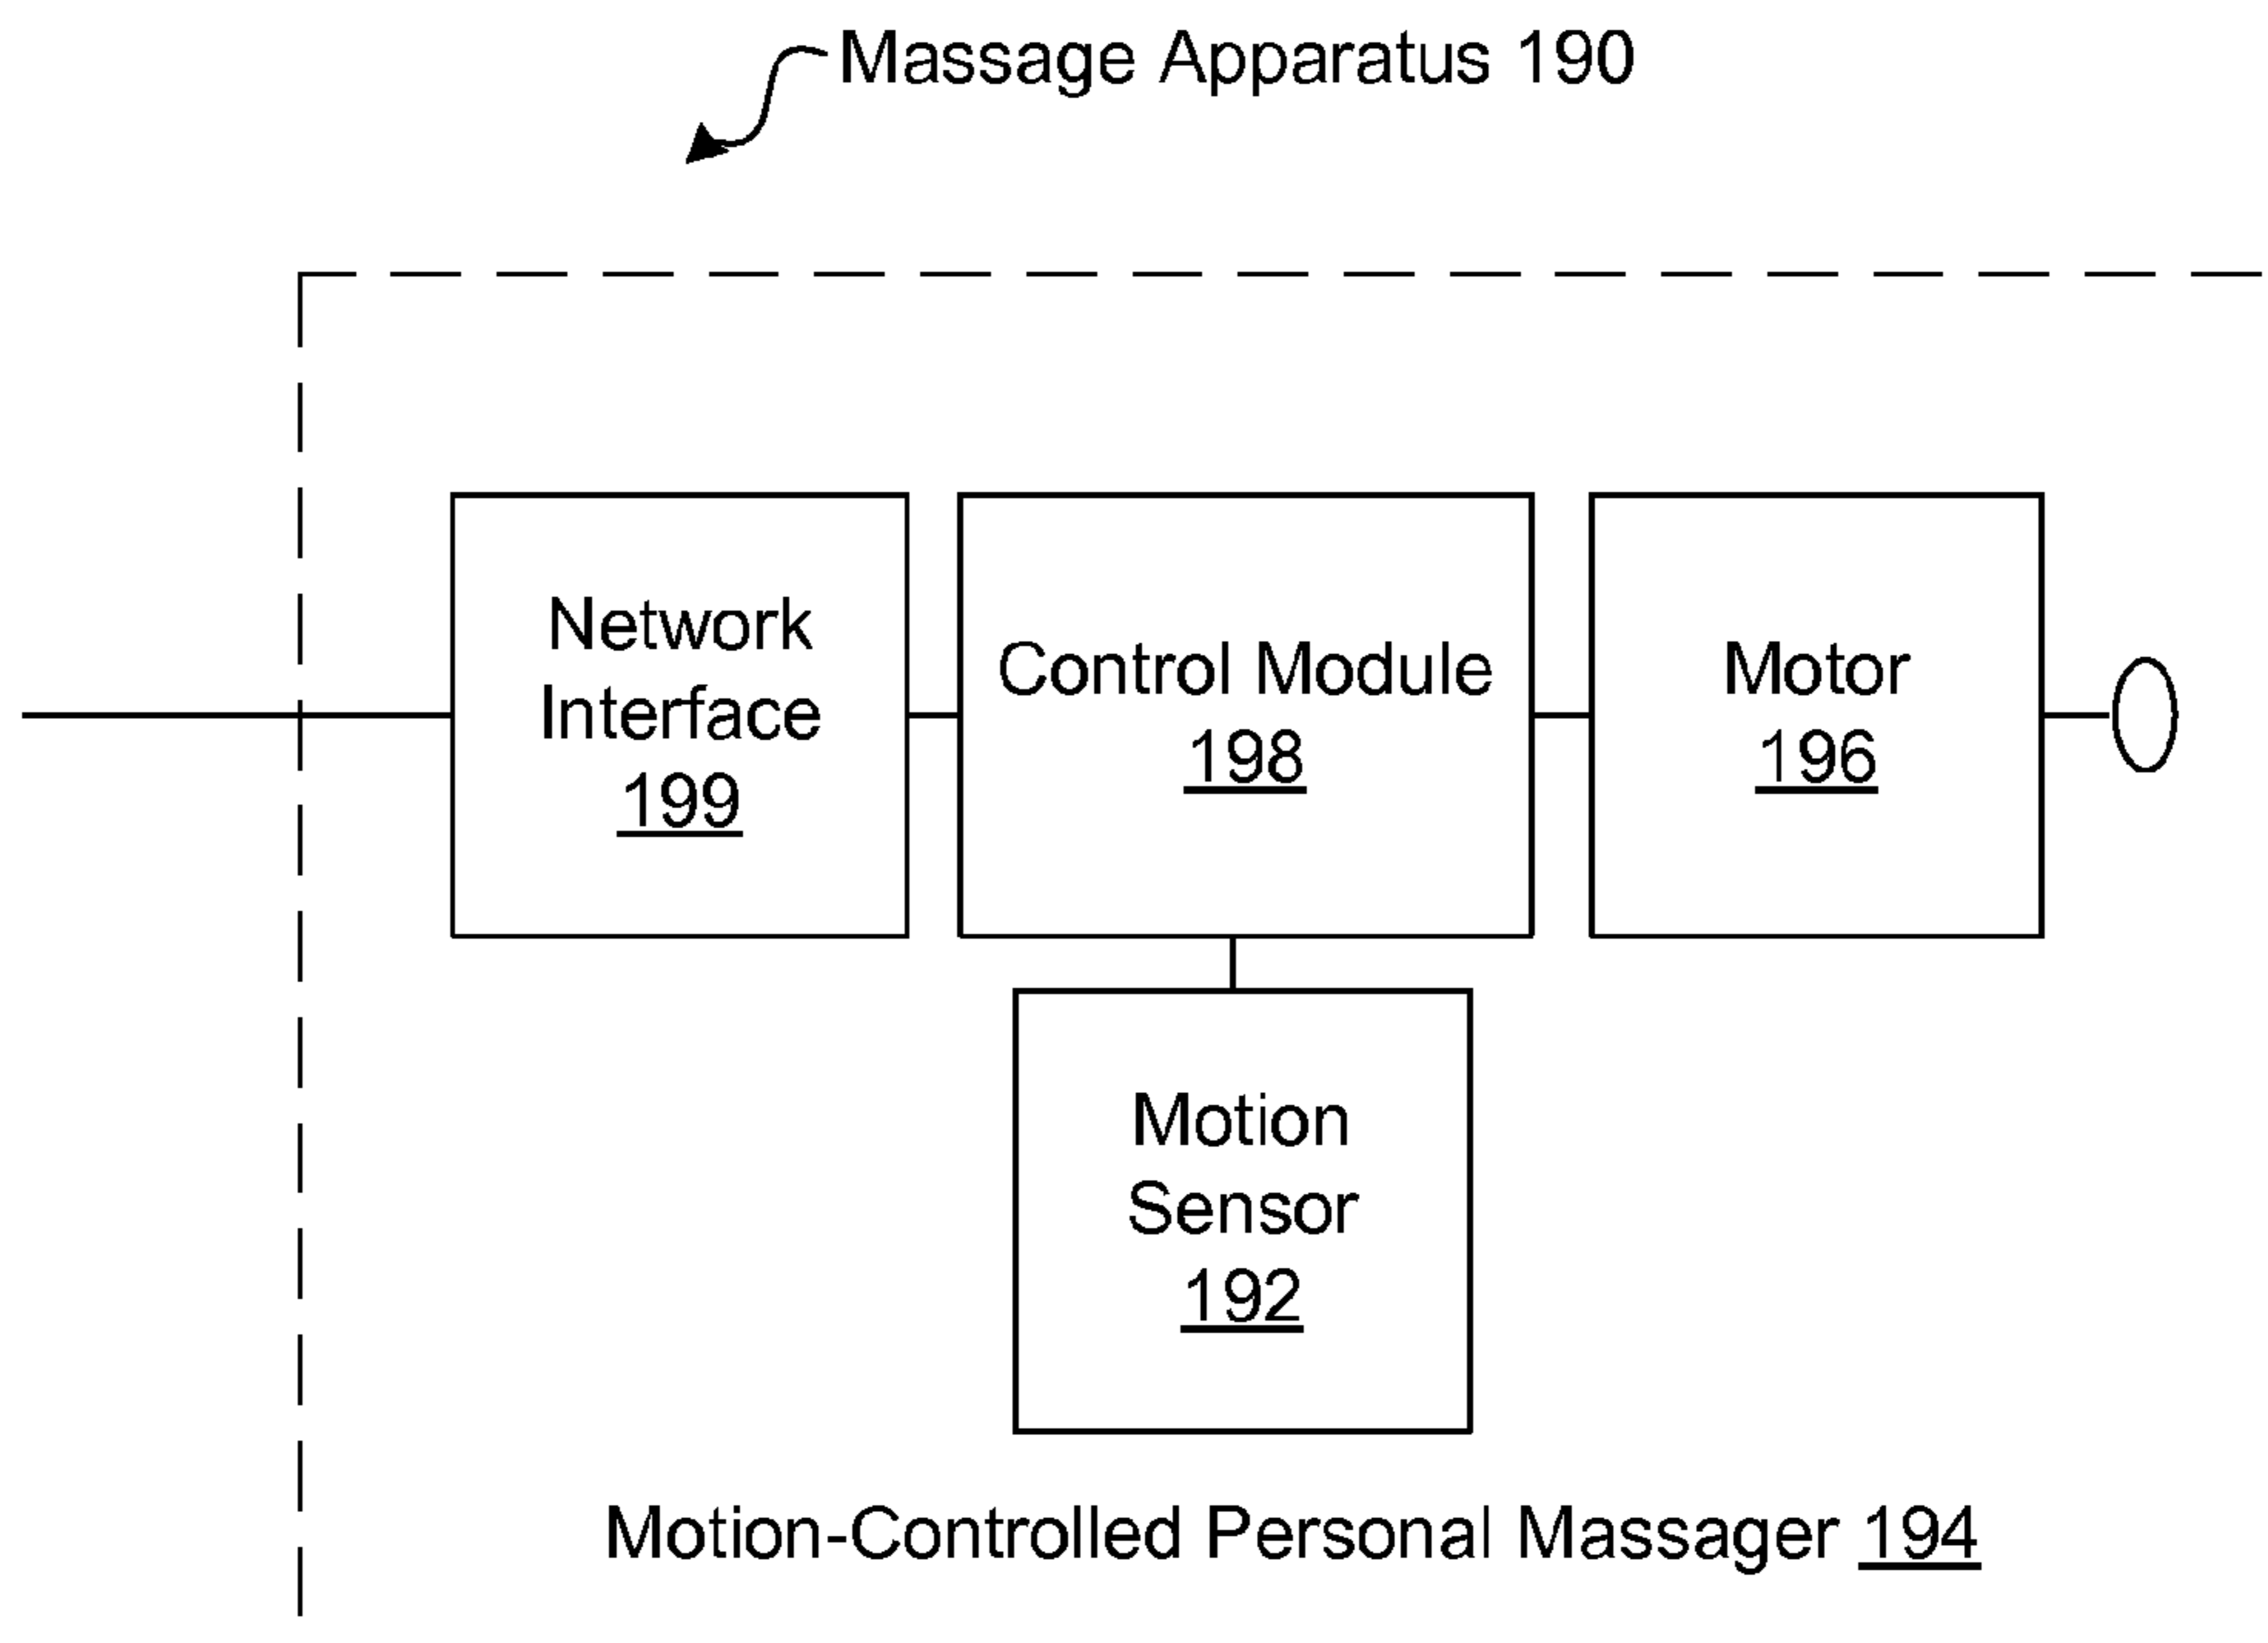 Massage Apparatus 190
Network
Interface
199
Control Module
198
Motor
196
Motion
Sensor
192
Motion-Controlled Personal Massager 194